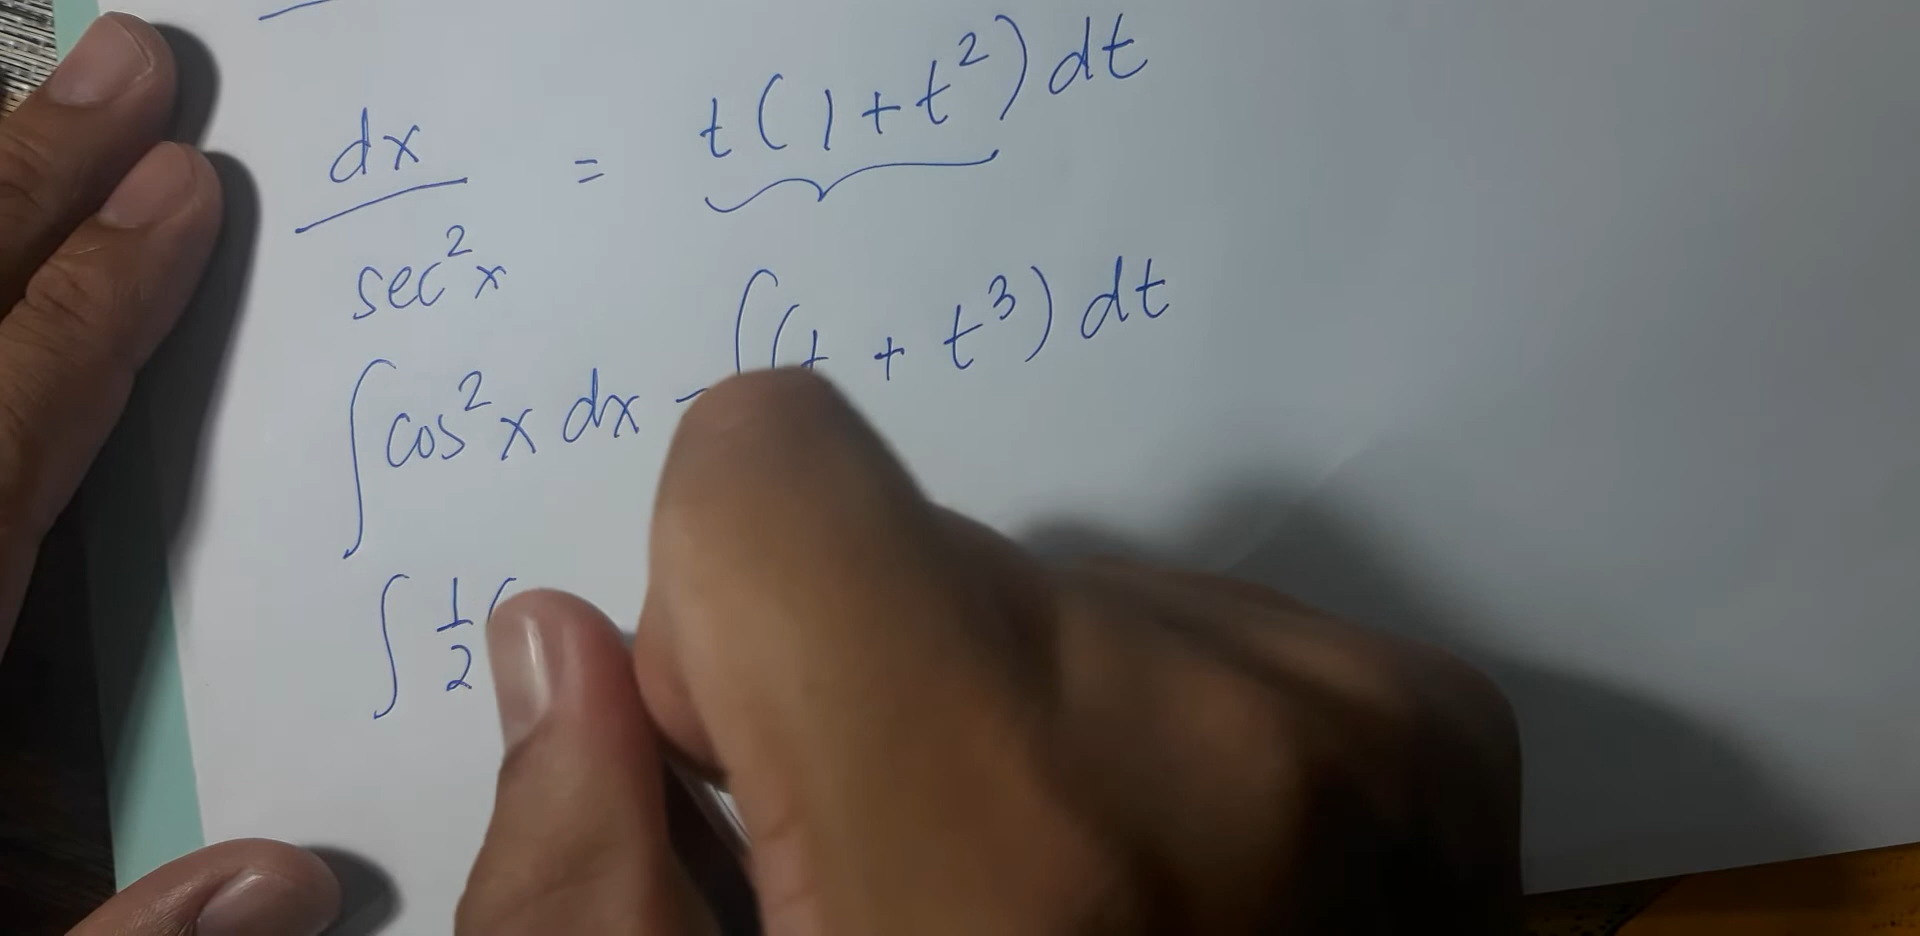 dx/sec²x = t(1+t²)dt
∫cos²x dx = ∫(t + t³)dt
∫ 1/2 (